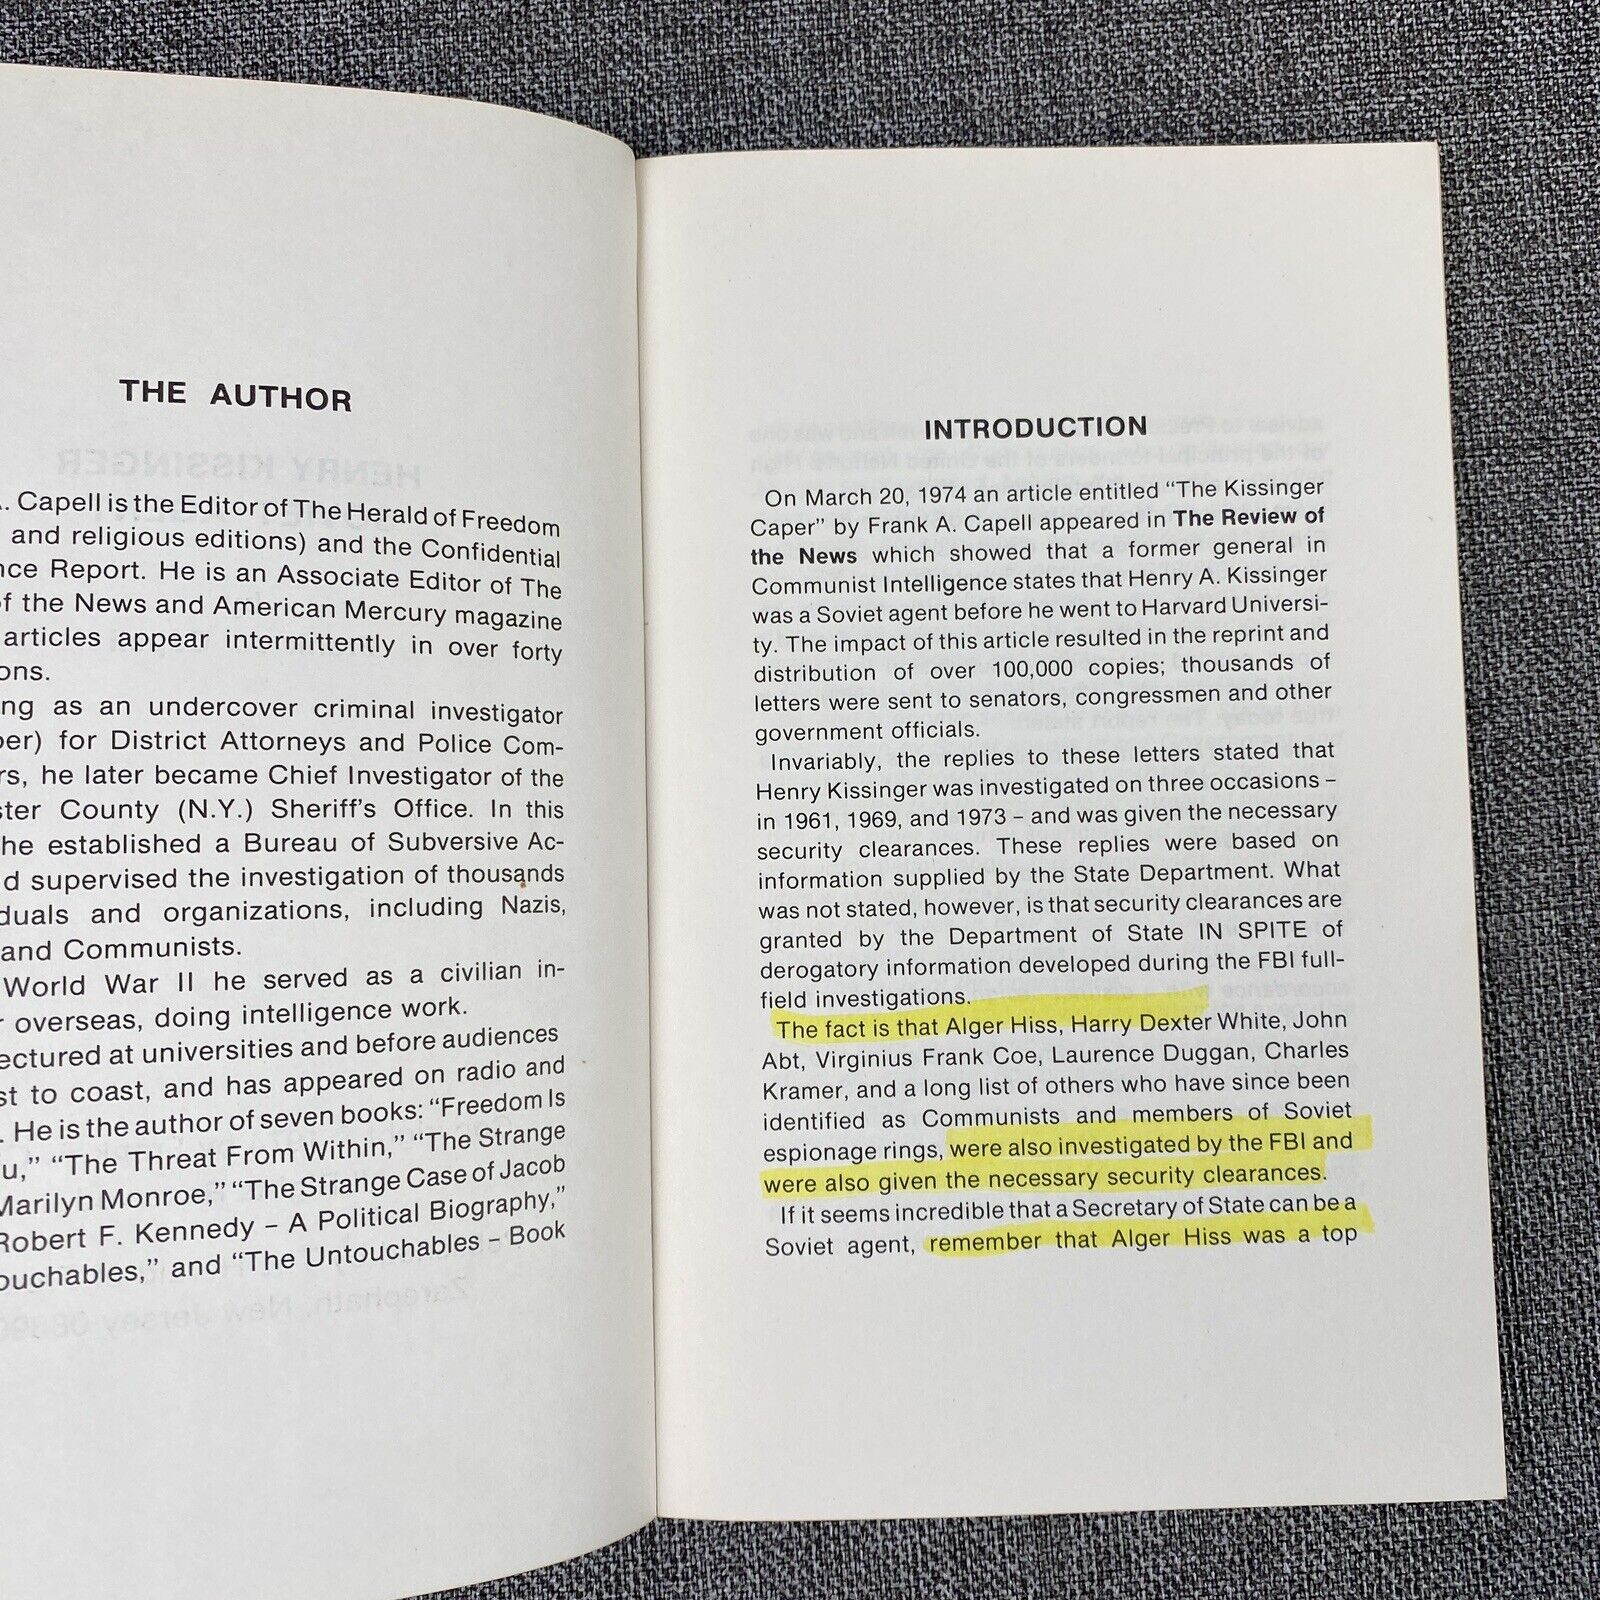 THE AUTHOR
A. Capell is the Editor of The Herald of Freedom
and religious editions) and the Confidential
nce Report. He is an Associate Editor of The
of the News and American Mercury magazine
articles appear intermittently in over forty
ons.
ng as an undercover criminal investigator
per) for District Attorneys and Police Com-
rs, he later became Chief Investigator of the
ster County (N.Y.) Sheriff's Office. In this
he established a Bureau of Subversive Ac-
d supervised the investigation of thousands
duals and organizations, including Nazis,
and Communists.
World War II he served as a civilian in-
r overseas, doing intelligence work.
ectured at universities and before audiences
st to coast, and has appeared on radio and
. He is the author of seven books: “Freedom Is
u,” “The Threat From Within,” “The Strange
Marilyn Monroe,” “The Strange Case of Jacob
Robert F. Kennedy – A Political Biography,”
ouchables,” and “The Untouchables – Book
INTRODUCTION
On March 20, 1974 an article entitled “The Kissinger
Caper” by Frank A. Capell appeared in The Review of
the News which showed that a former general in
Communist Intelligence states that Henry A. Kissinger
was a Soviet agent before he went to Harvard Universi-
ty. The impact of this article resulted in the reprint and
distribution of over 100,000 copies; thousands of
letters were sent to senators, congressmen and other
government officials.
Invariably, the replies to these letters stated that
Henry Kissinger was investigated on three occasions –
in 1961, 1969, and 1973 – and was given the necessary
security clearances. These replies were based on
information supplied by the State Department. What
was not stated, however, is that security clearances are
granted by the Department of State IN SPITE of
derogatory information developed during the FBI full-
field investigations.
The fact is that Alger Hiss, Harry Dexter White, John
Abt, Virginius Frank Coe, Laurence Duggan, Charles
Kramer, and a long list of others who have since been
identified as Communists and members of Soviet
espionage rings, were also investigated by the FBI and
were also given the necessary security clearances.
If it seems incredible that a Secretary of State can be a
Soviet agent, remember that Alger Hiss was a top